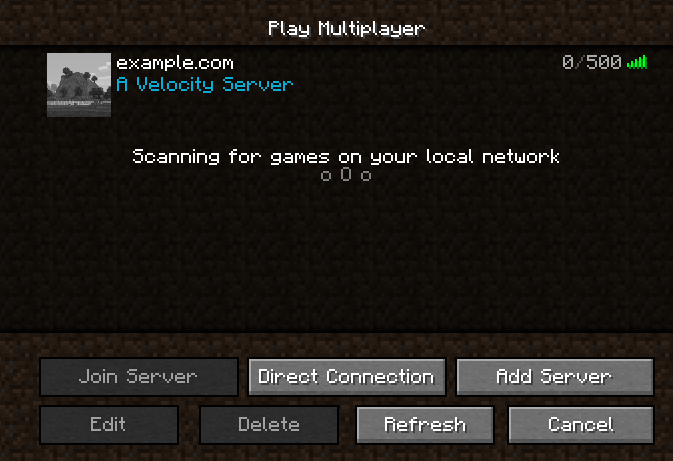 Play Multiplayer
example.com 0/500
A Velocity Server
Scanning for games on your local network
o O o
Join Server Direct Connection Add Server
Edit Delete Refresh Cancel